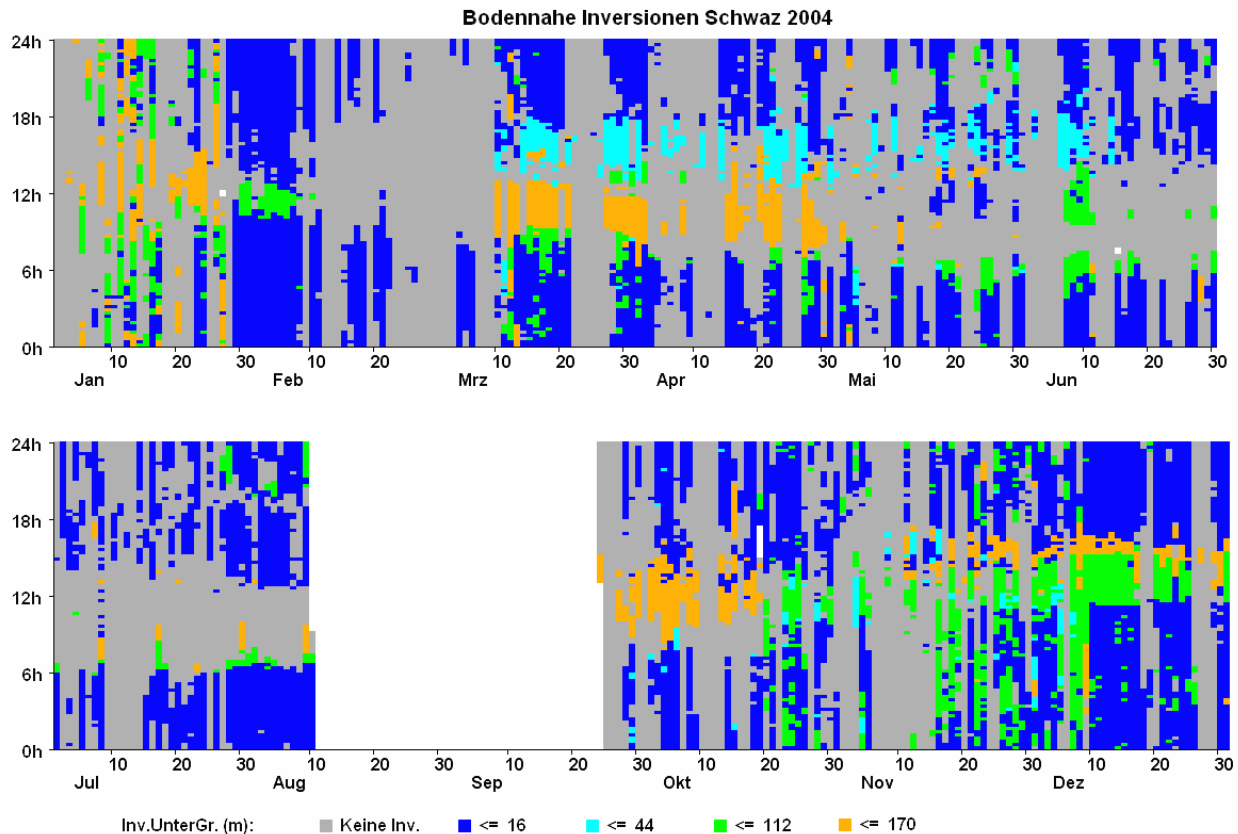 Bodennahe Inversionen Schwaz 2004
24h
18h
12h
6h
0h
10 20 30 10 20 10 20 30 10 20 30 10 20 30 10 20 30
Jan Feb Mrz Apr Mai Jun
24h
18h
12h
6h
0h
10 20 30 10 20 30 10 20 10 20 30 10 20 30 10 20 30
Jul Aug Sep Okt Nov Dez
Inv.UnterGr. (m): Keine Inv. <= 16 <= 44 <= 112 <= 170